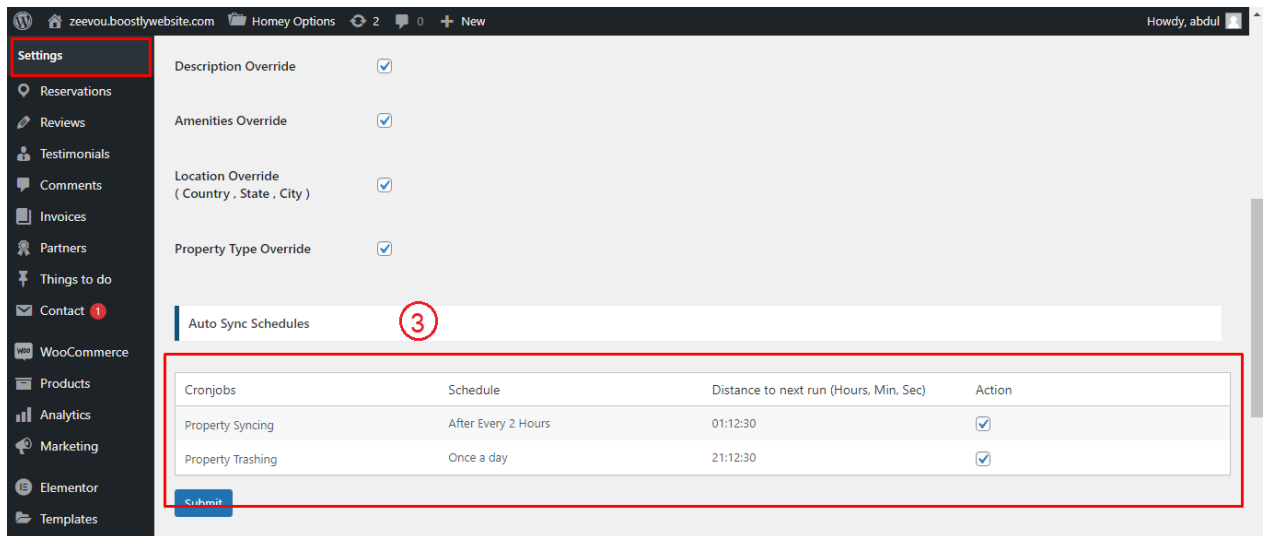 zeevou.boostlywebsite.com Homey Options 2 0 + New Howdy, abdul
Settings
Reservations
Reviews
Testimonials
Comments
Invoices
Partners
Things to do
Contact 1
WooCommerce
Products
Analytics
Marketing
Elementor
Templates
Description Override
Amenities Override
Location Override
( Country , State , City )
Property Type Override
Auto Sync Schedules
3
Cronjobs Schedule Distance to next run (Hours, Min, Sec) Action
Property Syncing After Every 2 Hours 01:12:30
Property Trashing Once a day 21:12:30
Submit